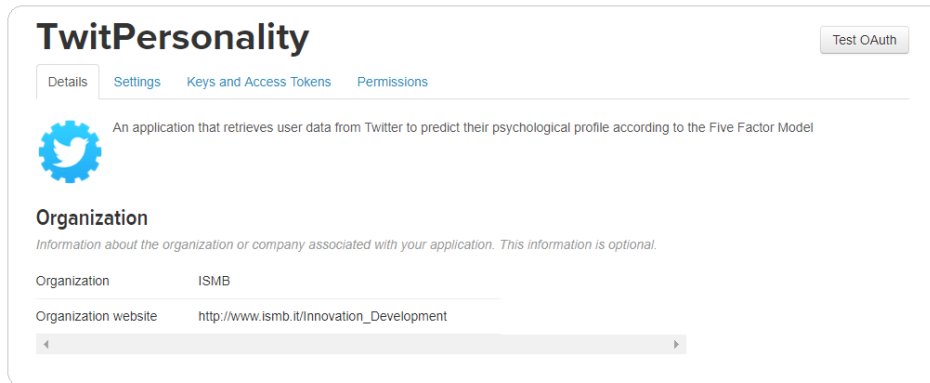 TwitPersonality
Test OAuth
Details Settings Keys and Access Tokens Permissions
An application that retrieves user data from Twitter to predict their psychological profile according to the Five Factor Model
Organization
Information about the organization or company associated with your application. This information is optional.
Organization ISMB
Organization website http://www.ismb.it/Innovation_Development